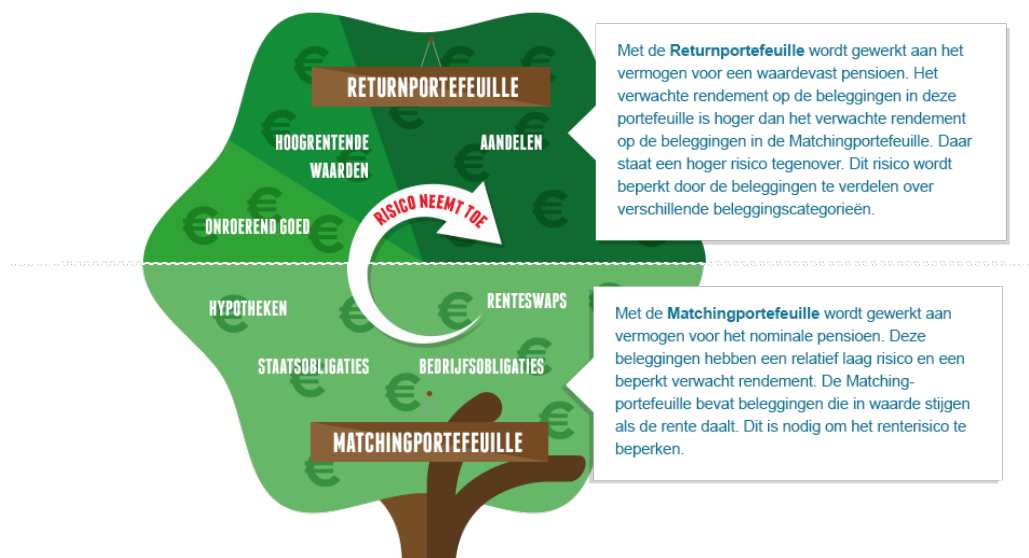 RETURNPORTEFEUILLE
HOOGRENTENDE
WAARDEN
AANDELEN
RISICO NEEMT TOE
ONROEREND GOED
Met de Returnportefeuille wordt gewerkt aan het
vermogen voor een waardevast pensioen. Het
verwachte rendement op de beleggingen in deze
portefeuille is hoger dan het verwachte rendement
op de beleggingen in de Matchingportefeuille. Daar
staat een hoger risico tegenover. Dit risico wordt
beperkt door de beleggingen te verdelen over
verschillende beleggingscategorieën.
HYPOTHEKEN
RENTESWAPS
STAATSOBLIGATIES
BEDRIJFSOBLIGATIES
MATCHINGPORTEFEUILLE
Met de Matchingportefeuille wordt gewerkt aan
vermogen voor het nominale pensioen. Deze
beleggingen hebben een relatief laag risico en een
beperkt verwacht rendement. De Matching-
portefeuille bevat beleggingen die in waarde stijgen
als de rente daalt. Dit is nodig om het renterisico te
beperken.